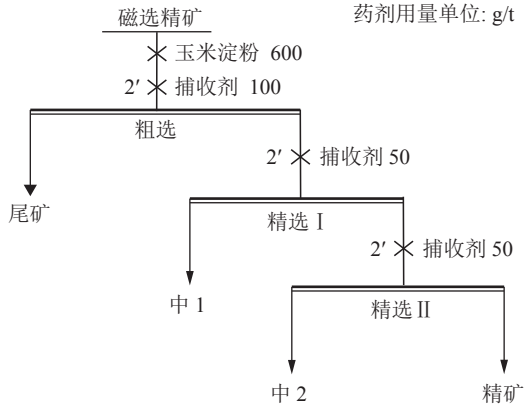 磁选精矿
药剂用量单位: g/t
玉米淀粉 600
2′ 捕收剂 100
粗选
2′ 捕收剂 50
尾矿
精选 I
2′ 捕收剂 50
中 1
精选 II
中 2
精矿